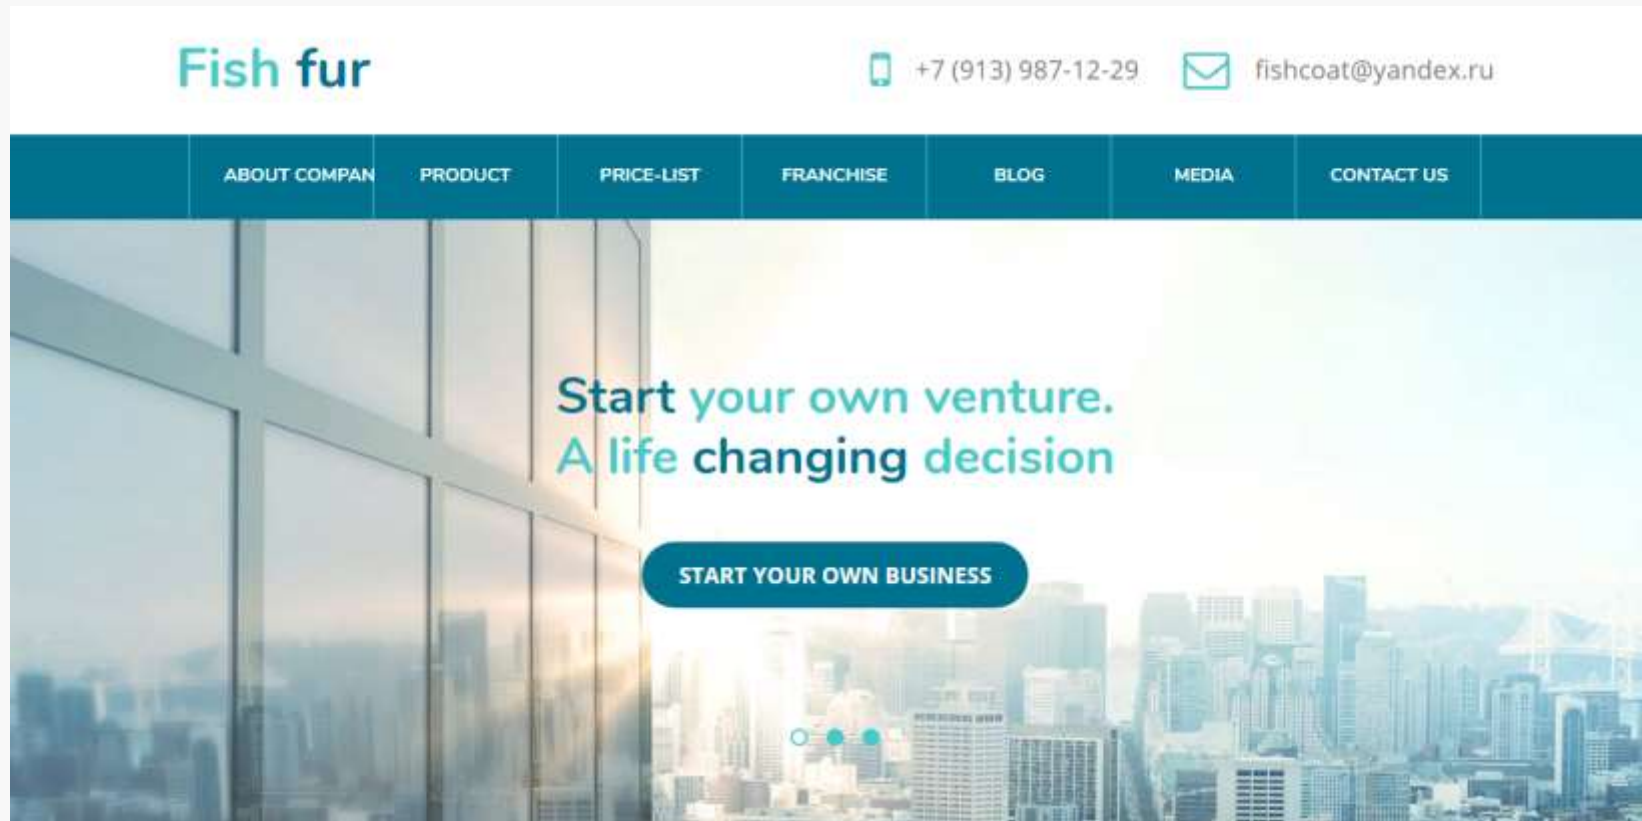 Fish fur
+7 (913) 987-12-29
fishcoat@yandex.ru
ABOUT COMPAN
PRODUCT
PRICE-LIST
FRANCHISE
BLOG
MEDIA
CONTACT US
Start your own venture.
A life changing decision
START YOUR OWN BUSINESS